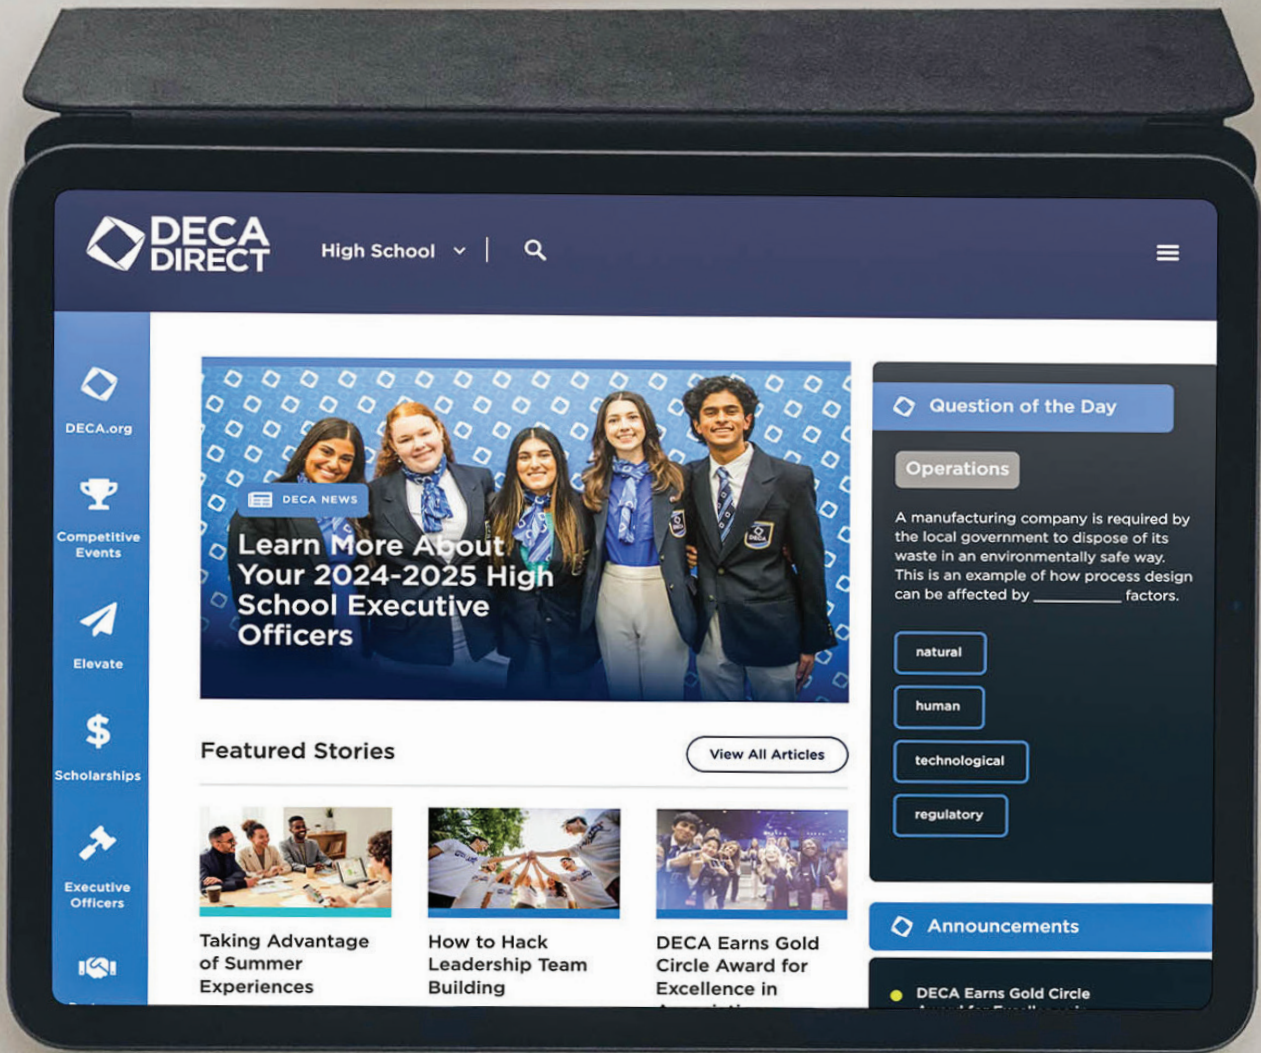 DECA
DIRECT
High School
DECA.org
Competitive
Events
Elevate
Scholarships
Executive
Officers
DECA NEWS
Learn More About
Your 2024-2025 High
School Executive
Officers
Featured Stories
View All Articles
Taking Advantage
of Summer
Experiences
How to Hack
Leadership Team
Building
DECA Earns Gold
Circle Award for
Excellence in
Question of the Day
Operations
A manufacturing company is required by
the local government to dispose of its
waste in an environmentally safe way.
This is an example of how process design
can be affected by __________ factors.
natural
human
technological
regulatory
Announcements
DECA Earns Gold Circle